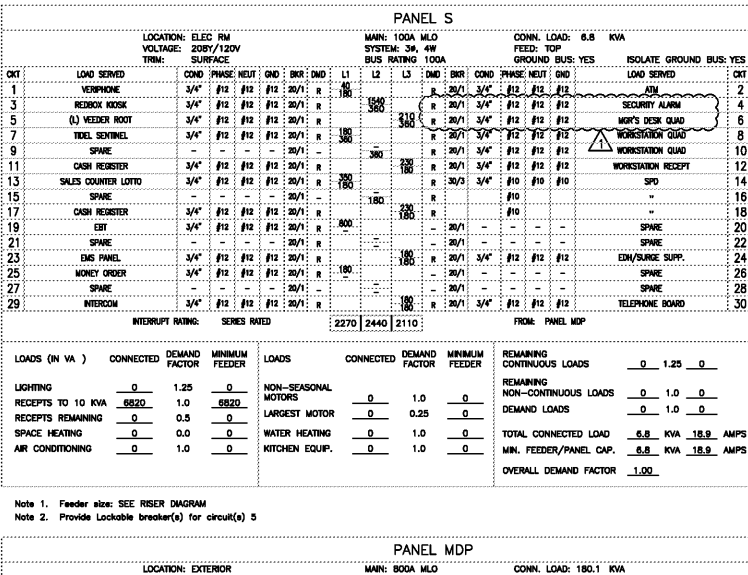 PANEL S
LOCATION: ELEC RM MAIN: 100A MLO CONN. LOAD: 6.8 KVA
VOLTAGE: 208Y/120V SYSTEM: 3ø, 4W FEED: TOP
TRIM: SURFACE BUS RATING 100A GROUND BUS: YES ISOLATE GROUND BUS: YES
CKT LOAD SERVED COND PHASE NEUT GND BKR DMD L1 L2 L3 DMD BKR COND PHASE NEUT GND LOAD SERVED CKT
1 VERIPHONE 3/4" #12 #12 #12 20/1 R 40 180 R 20/1 3/4" #12 #12 #12 ATM 2
3 REDBOX KIOSK 3/4" #12 #12 #12 20/1 R 1540 360 R 20/1 3/4" #12 #12 #12 SECURITY ALARM 4
5 (L) VEEDER ROOT 3/4" #12 #12 #12 20/1 R 210 360 R 20/1 3/4" #12 #12 #12 MGR'S DESK QUAD 6
7 TIDEL SENTINEL 3/4" #12 #12 #12 20/1 R 180 360 R 20/1 3/4" #12 #12 #12 WORKSTATION QUAD 8
1
9 SPARE - - - - 20/1 - - 360 R 20/1 3/4" #12 #12 #12 WORKSTATION QUAD 10
11 CASH REGISTER 3/4" #12 #12 #12 20/1 R 230 180 R 20/1 3/4" #12 #12 #12 WORKSTATION RECEPT 12
13 SALES COUNTER LOTTO 3/4" #12 #12 #12 20/1 R 350 180 R 30/3 3/4" #10 #10 #10 SPD 14
15 SPARE - - - - 20/1 - - 180 R #10 " 16
17 CASH REGISTER 3/4" #12 #12 #12 20/1 R 230 180 R #10 " 18
19 EBT 3/4" #12 #12 #12 20/1 R 800 - - 20/1 - - - - SPARE 20
21 SPARE - - - - 20/1 - - - - 20/1 - - - - SPARE 22
23 EMS PANEL 3/4" #12 #12 #12 20/1 R 180 180 R 20/1 3/4" #12 #12 #12 EDH/SURGE SUPP. 24
25 MONEY ORDER 3/4" #12 #12 #12 20/1 R 180 - - 20/1 - - - - SPARE 26
27 SPARE - - - - 20/1 - - - - 20/1 - - - - SPARE 28
29 INTERCOM 3/4" #12 #12 #12 20/1 R 180 180 R 20/1 3/4" #12 #12 #12 TELEPHONE BOARD 30
INTERRUPT RATING: SERIES RATED 2270 2440 2110 FROM: PANEL MDP
LOADS (IN VA ) CONNECTED DEMAND FACTOR MINIMUM FEEDER
LIGHTING 0 1.25 0
RECEPTS TO 10 KVA 6820 1.0 6820
RECEPTS REMAINING 0 0.5 0
SPACE HEATING 0 0.0 0
AIR CONDITIONING 0 1.0 0
LOADS CONNECTED DEMAND FACTOR MINIMUM FEEDER
NON-SEASONAL
MOTORS 0 1.0 0
LARGEST MOTOR 0 0.25 0
WATER HEATING 0 1.0 0
KITCHEN EQUIP. 0 1.0 0
REMAINING
CONTINUOUS LOADS 0 1.25 0
REMAINING
NON-CONTINUOUS LOADS 0 1.0 0
DEMAND LOADS 0 1.0 0
TOTAL CONNECTED LOAD 6.8 KVA 18.9 AMPS
MIN. FEEDER/PANEL CAP. 6.8 KVA 18.9 AMPS
OVERALL DEMAND FACTOR 1.00
Note 1. Feeder size: SEE RISER DIAGRAM
Note 2. Provide Lockable breaker(s) for circuit(s) 5
PANEL MDP
LOCATION: EXTERIOR MAIN: 800A MLO CONN. LOAD: 180.1 KVA